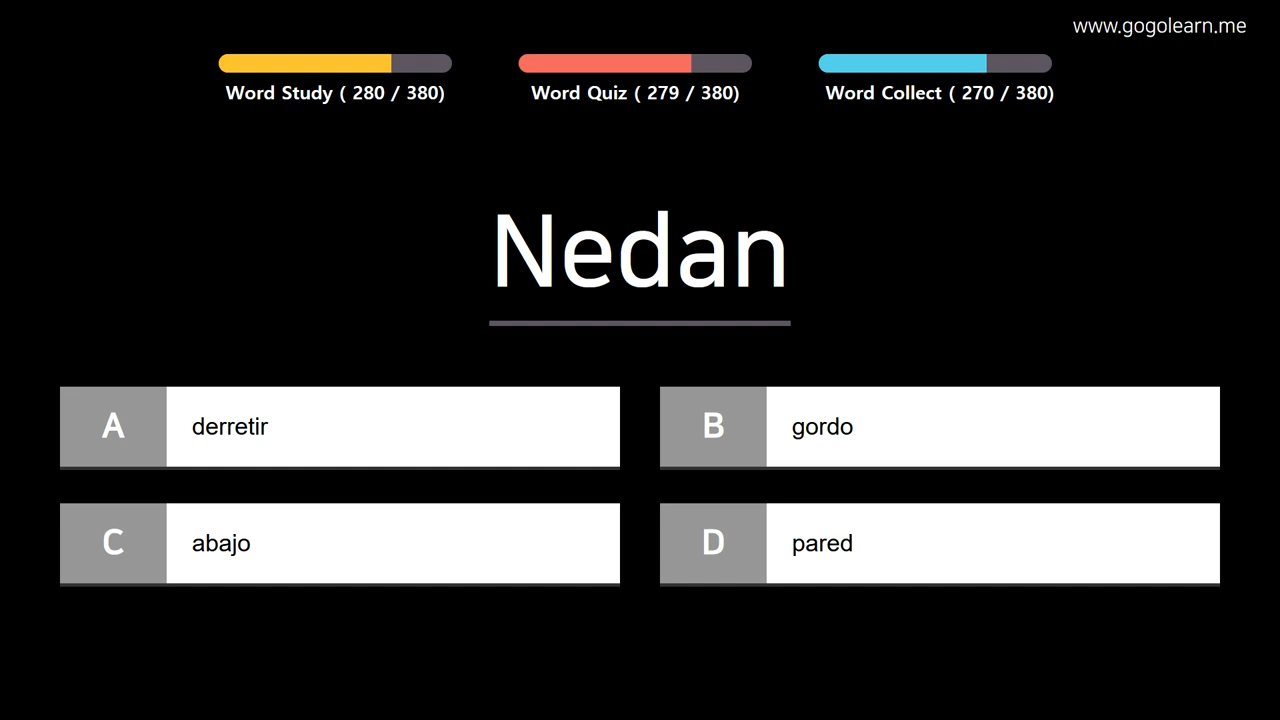 www.gogolearn.me
Word Study ( 280 / 380)
Word Quiz ( 279 / 380)
Word Collect ( 270 / 380)
Nedan
A derretir
B gordo
C abajo
D pared